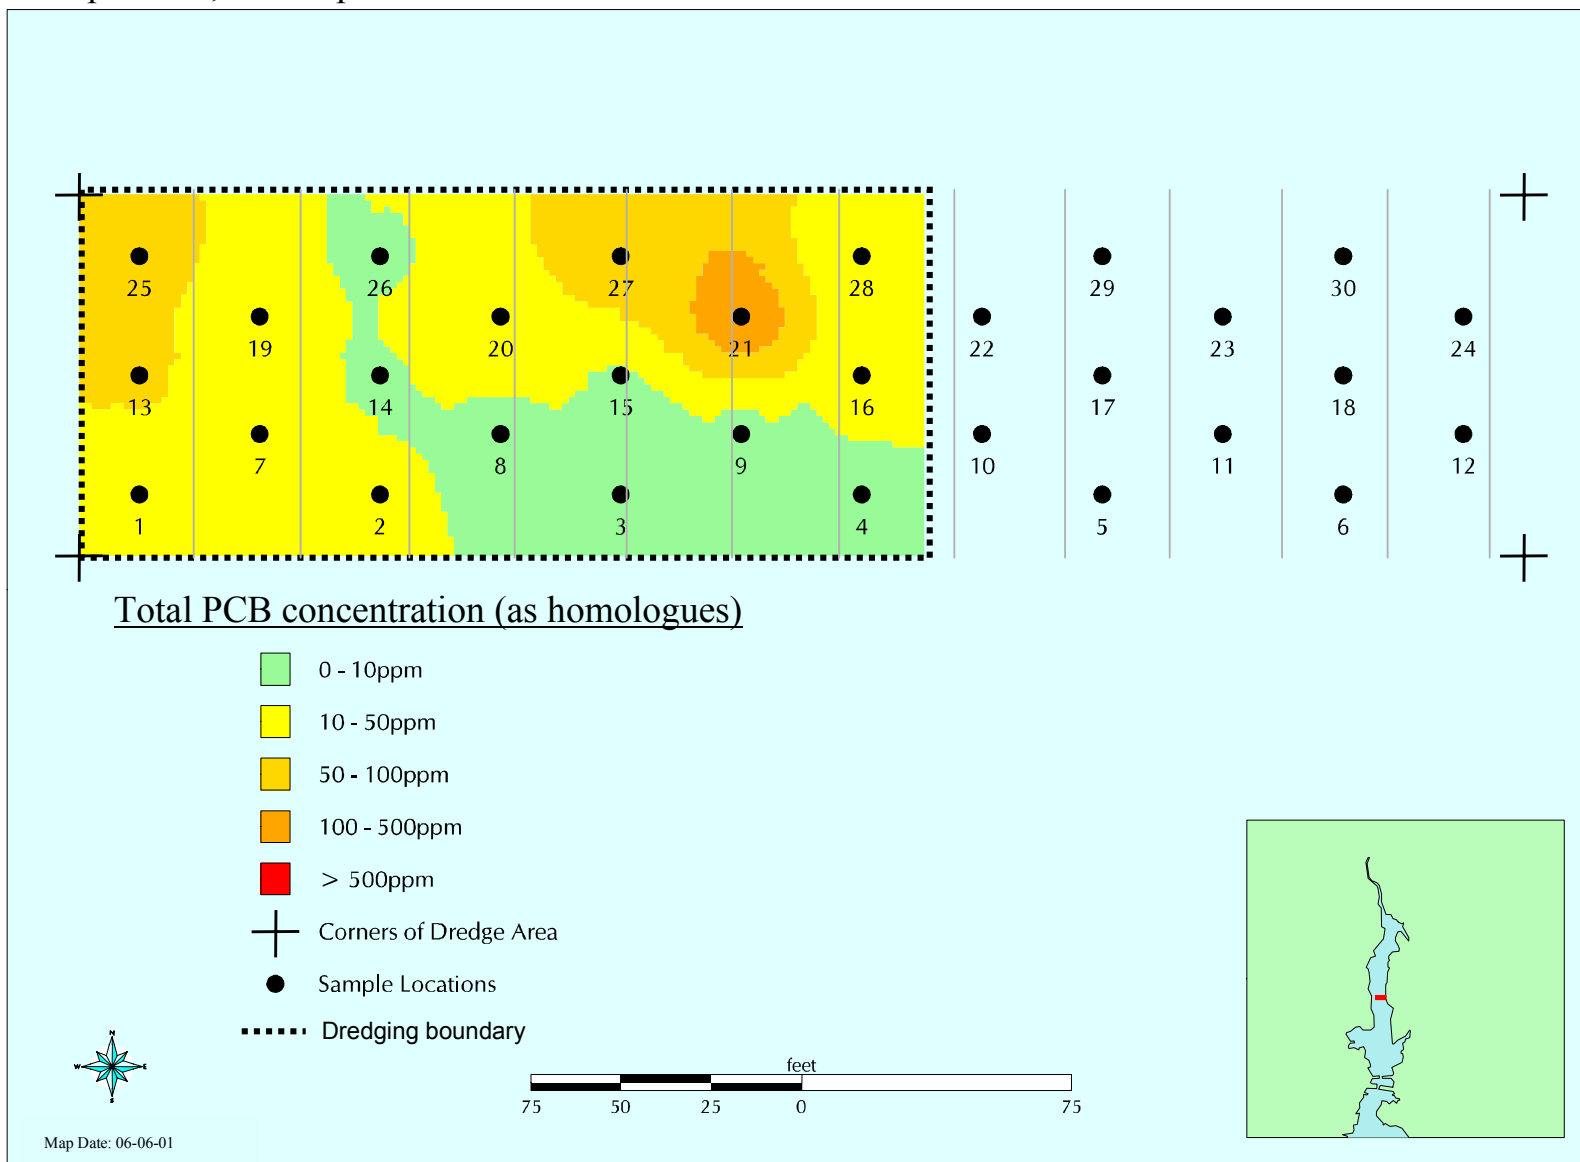 25 26 27 28 29 30
19 20 21 22 23 24
13 14 15 16 17 18
7 8 9 10 11 12
1 2 3 4 5 6
Total PCB concentration (as homologues)
0 - 10ppm
10 - 50ppm
50 - 100ppm
100 - 500ppm
> 500ppm
Corners of Dredge Area
Sample Locations
Dredging boundary
N
W E
S
feet
75 50 25 0 75
Map Date: 06-06-01